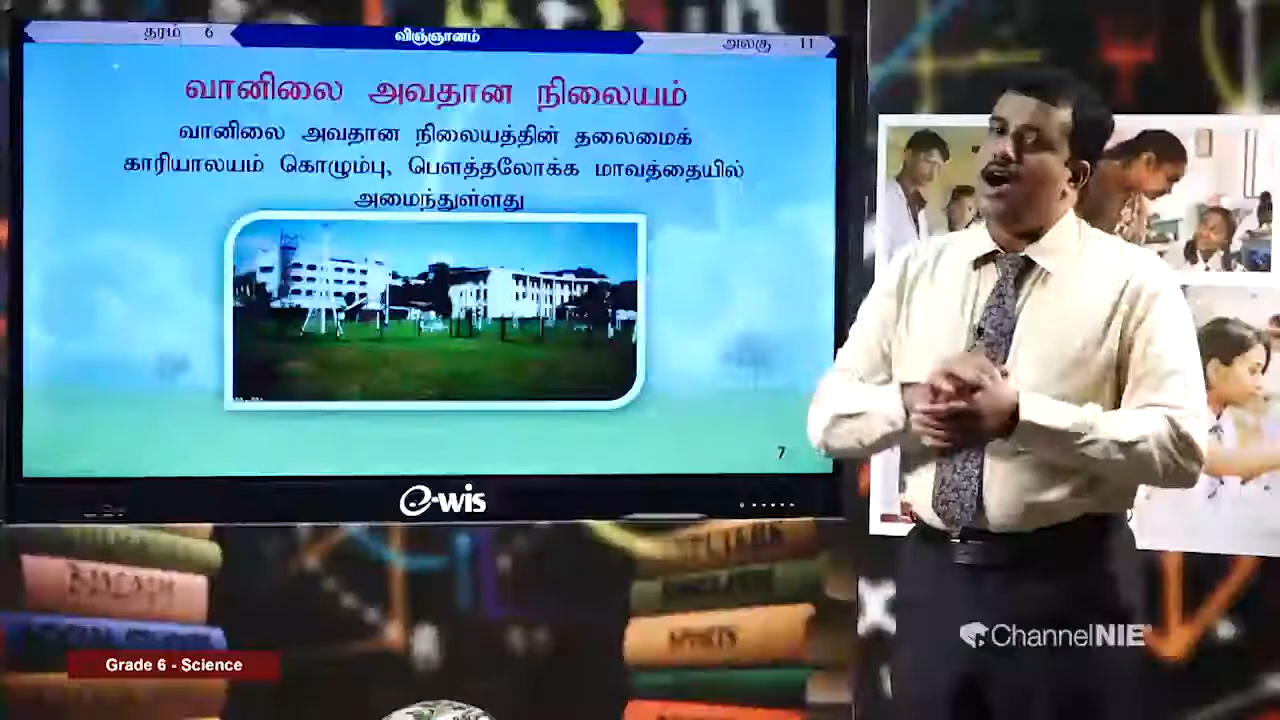 தரம் 6
விஞ்ஞானம்
அலகு - 11
வானிலை அவதான நிலையம்
வானிலை அவதான நிலையத்தின் தலைமைக்
காரியாலயம் கொழும்பு, பௌத்தலோக்க மாவத்தையில்
அமைந்துள்ளது
7
e-wis
SPORTS
Grade 6 - Science
ChannelNIE